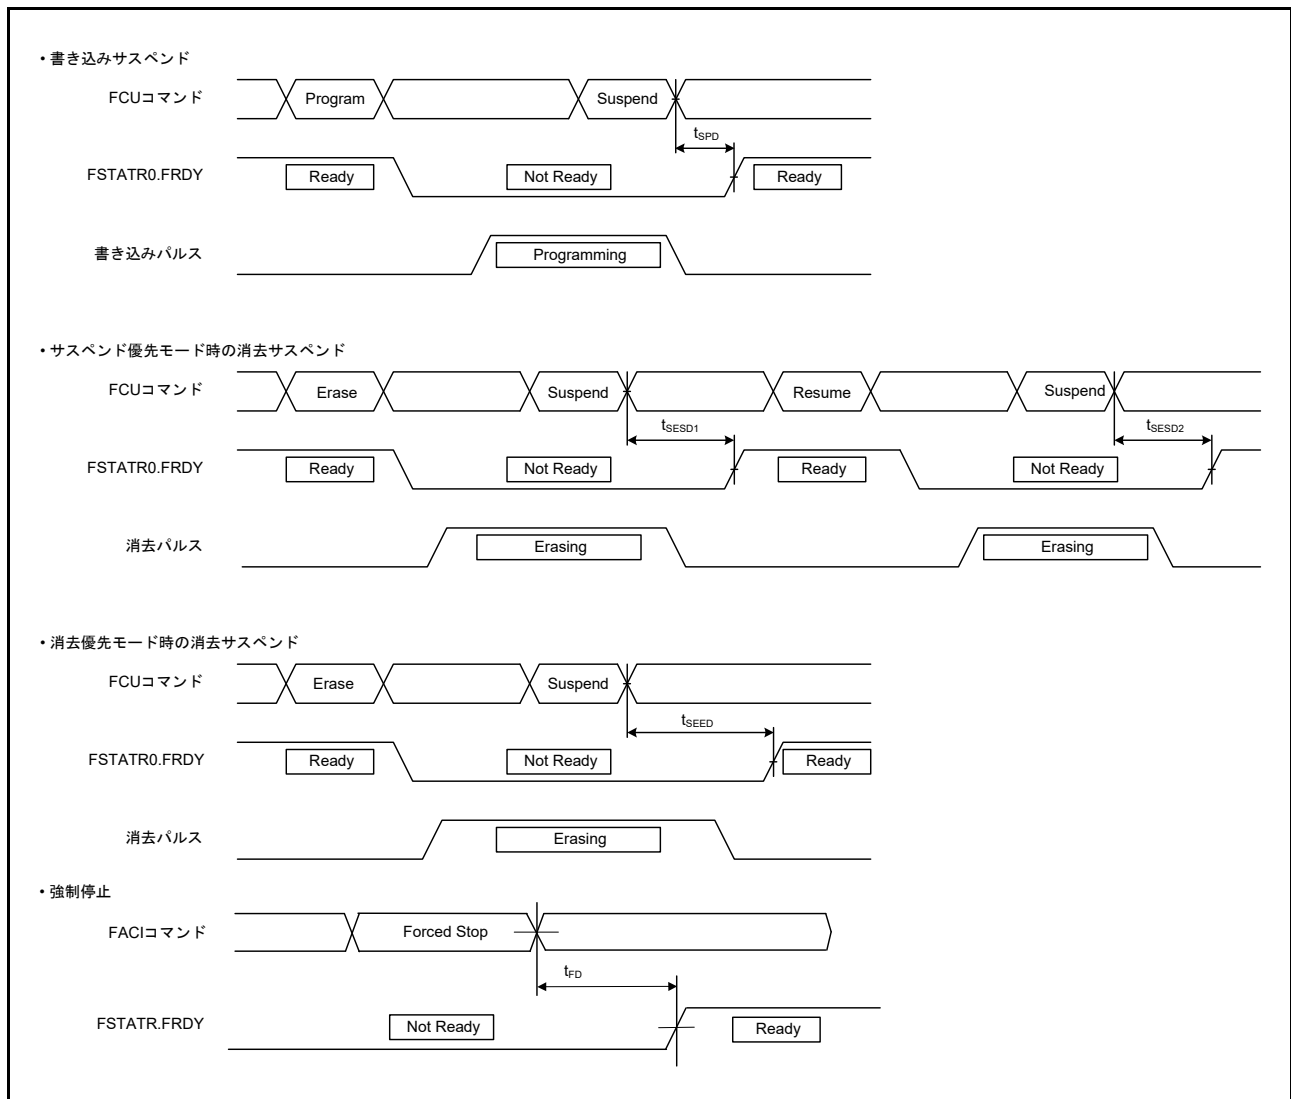 • 書き込みサスペンド
FCUコマンド
Program
Suspend
tSPD
FSTATR0.FRDY
Ready
Not Ready
Ready
書き込みパルス
Programming
• サスペンド優先モード時の消去サスペンド
FCUコマンド
Erase
Suspend
Resume
Suspend
tSESD1
tSESD2
FSTATR0.FRDY
Ready
Not Ready
Ready
Not Ready
消去パルス
Erasing
Erasing
• 消去優先モード時の消去サスペンド
FCUコマンド
Erase
Suspend
tSEED
FSTATR0.FRDY
Ready
Not Ready
Ready
消去パルス
Erasing
• 強制停止
FACIコマンド
Forced Stop
tFD
FSTATR.FRDY
Not Ready
Ready